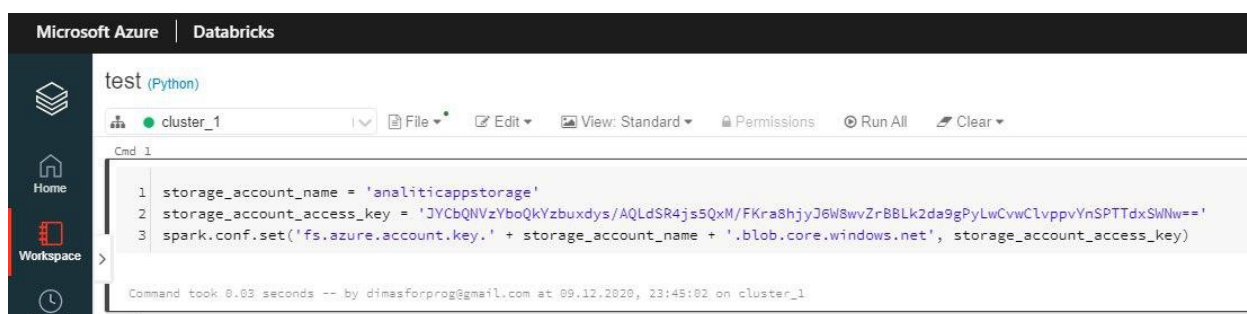 Microsoft Azure | Databricks
test (Python)
cluster_1 File Edit View: Standard Permissions Run All Clear
Cmd 1
Home
1 storage_account_name = 'analiticappstorage'
2 storage_account_access_key = 'JYCbQNVzYboQkYzbuxdys/AQLdSR4js5QxM/FKra8hjyJ6W8wvZrBBLk2da9gPyLwCvwClvppvYnSPTTdxSWNw=='
3 spark.conf.set('fs.azure.account.key.' + storage_account_name + '.blob.core.windows.net', storage_account_access_key)
Workspace
Command took 0.03 seconds -- by dimasforprog@gmail.com at 09.12.2020, 23:45:02 on cluster_1